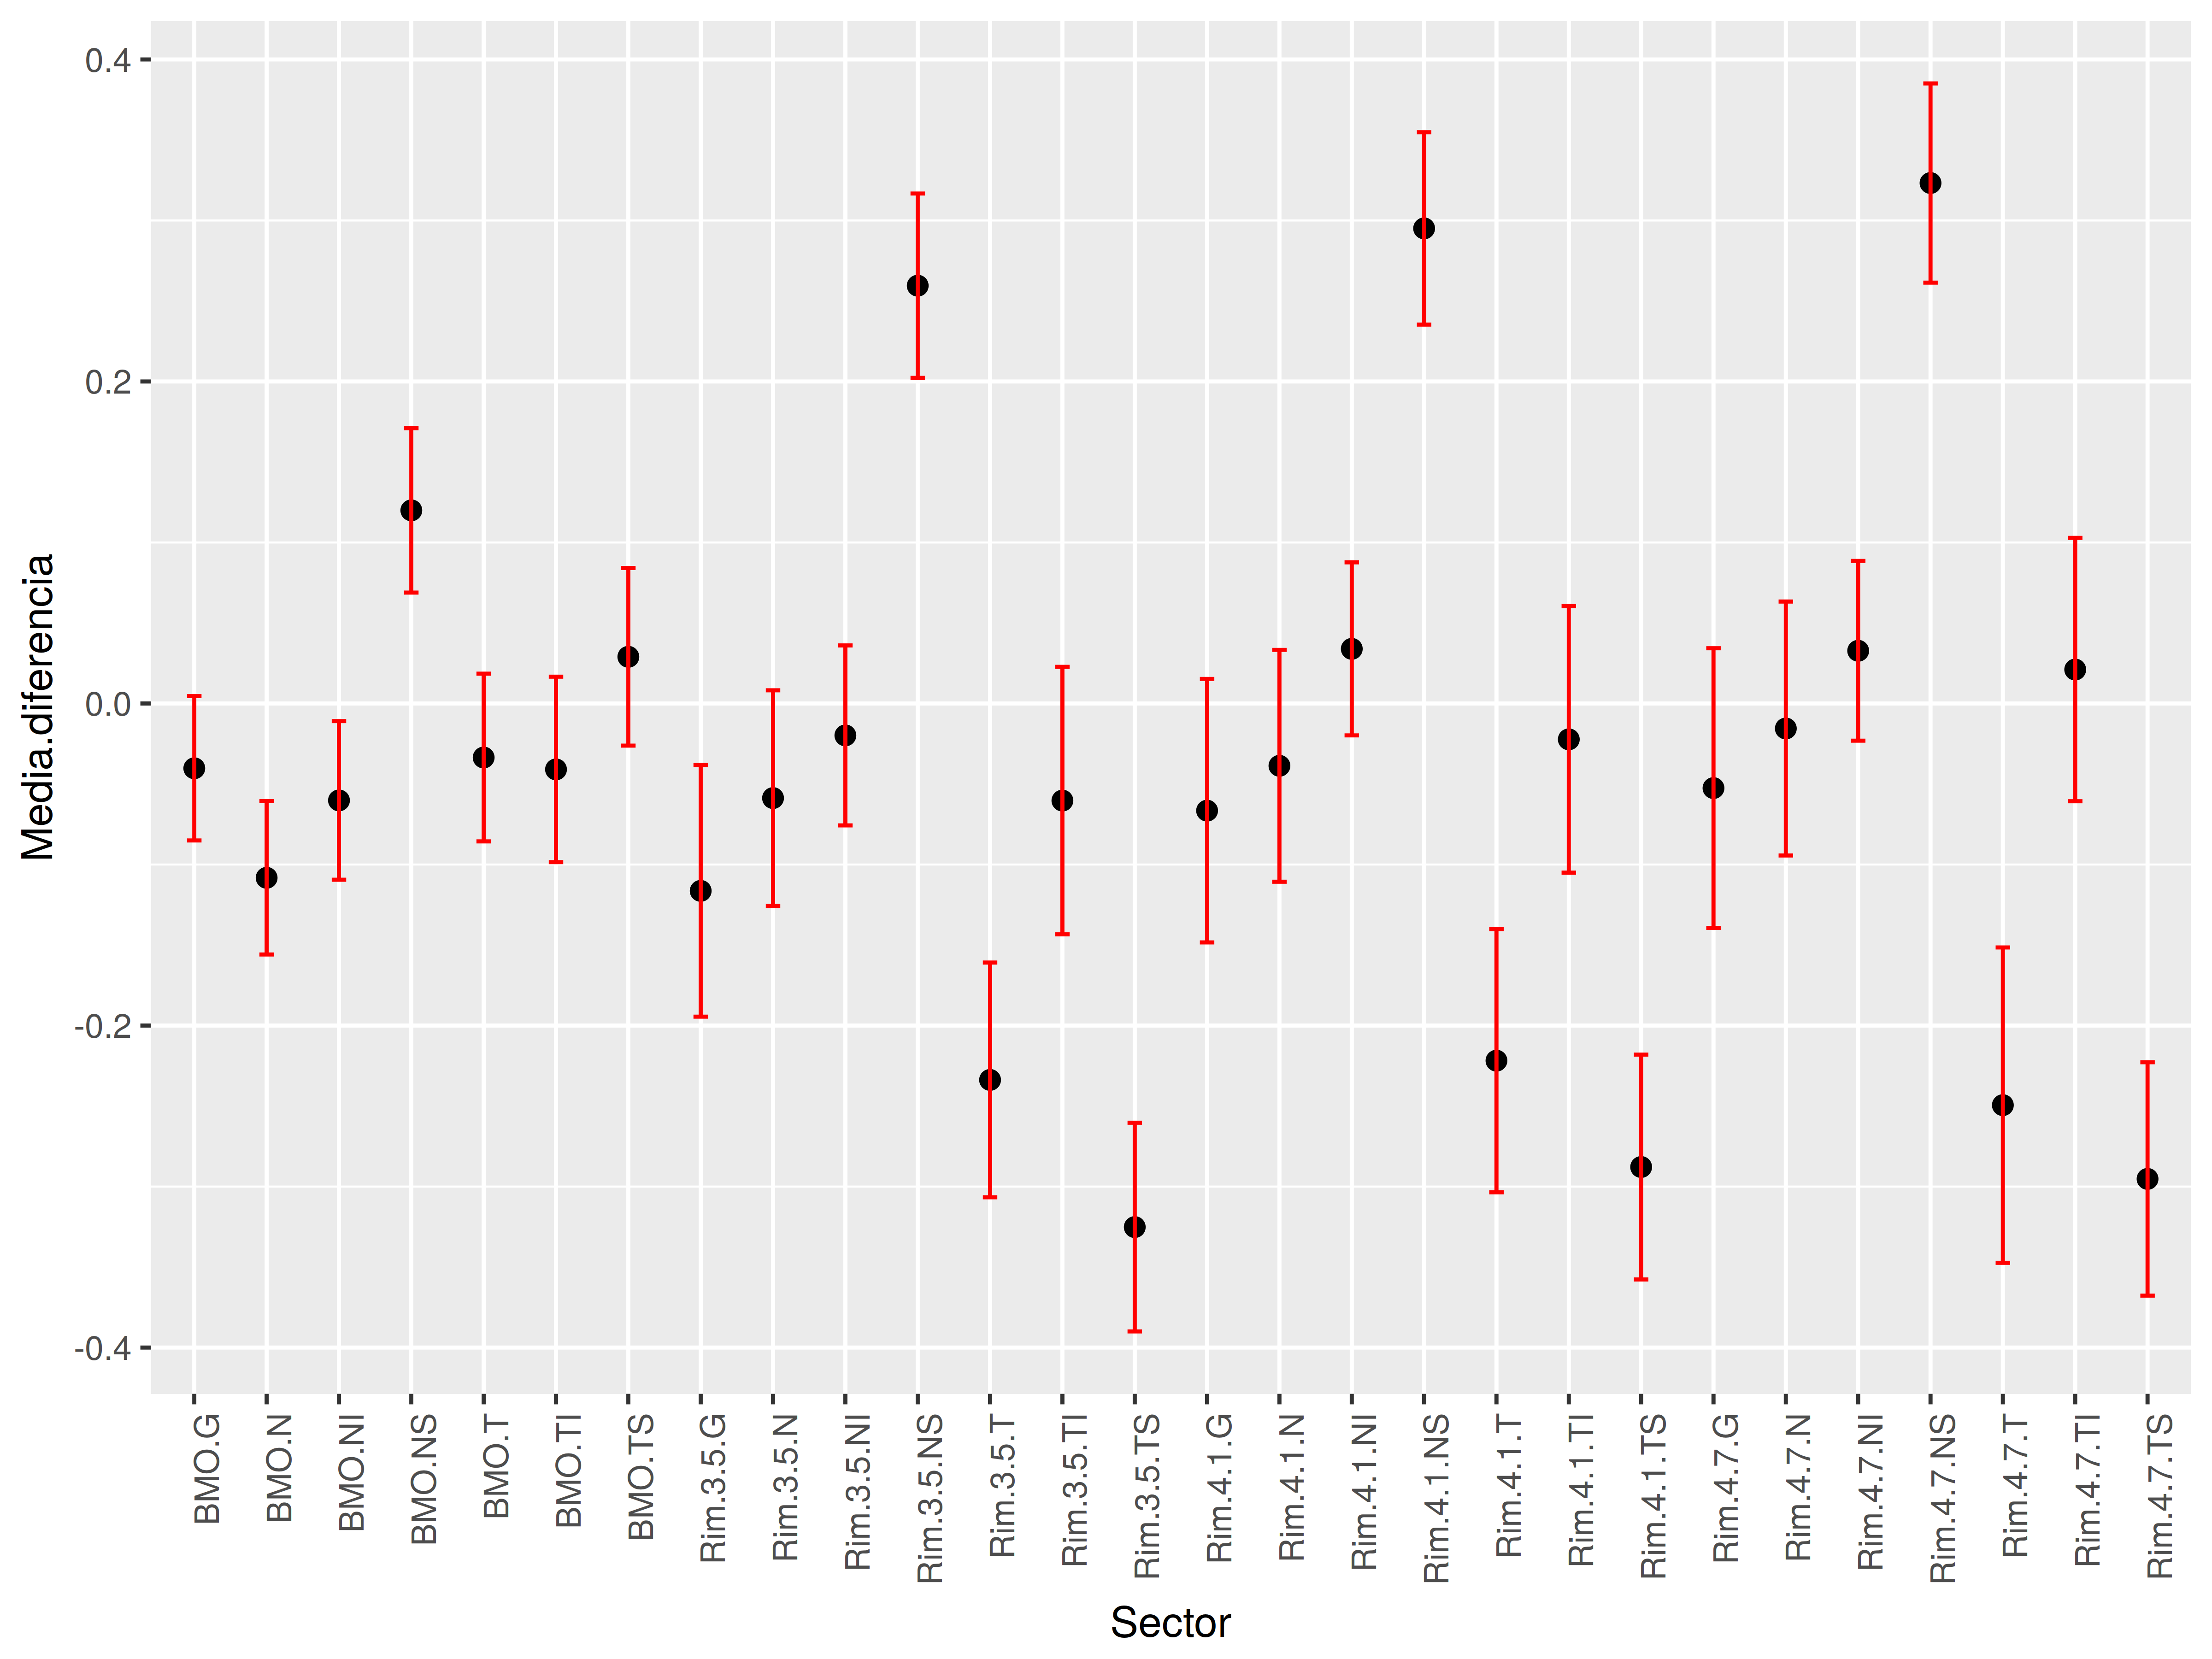 Media.diferencia
0.4
0.2
0.0
-0.2
-0.4
BMO.G
BMO.N
BMO.NI
BMO.NS
BMO.T
BMO.TI
BMO.TS
Rim.3.5.G
Rim.3.5.N
Rim.3.5.NI
Rim.3.5.NS
Rim.3.5.T
Rim.3.5.TI
Rim.3.5.TS
Rim.4.1.G
Rim.4.1.N
Rim.4.1.NI
Rim.4.1.NS
Rim.4.1.T
Rim.4.1.TI
Rim.4.1.TS
Rim.4.7.G
Rim.4.7.N
Rim.4.7.NI
Rim.4.7.NS
Rim.4.7.T
Rim.4.7.TI
Rim.4.7.TS
Sector